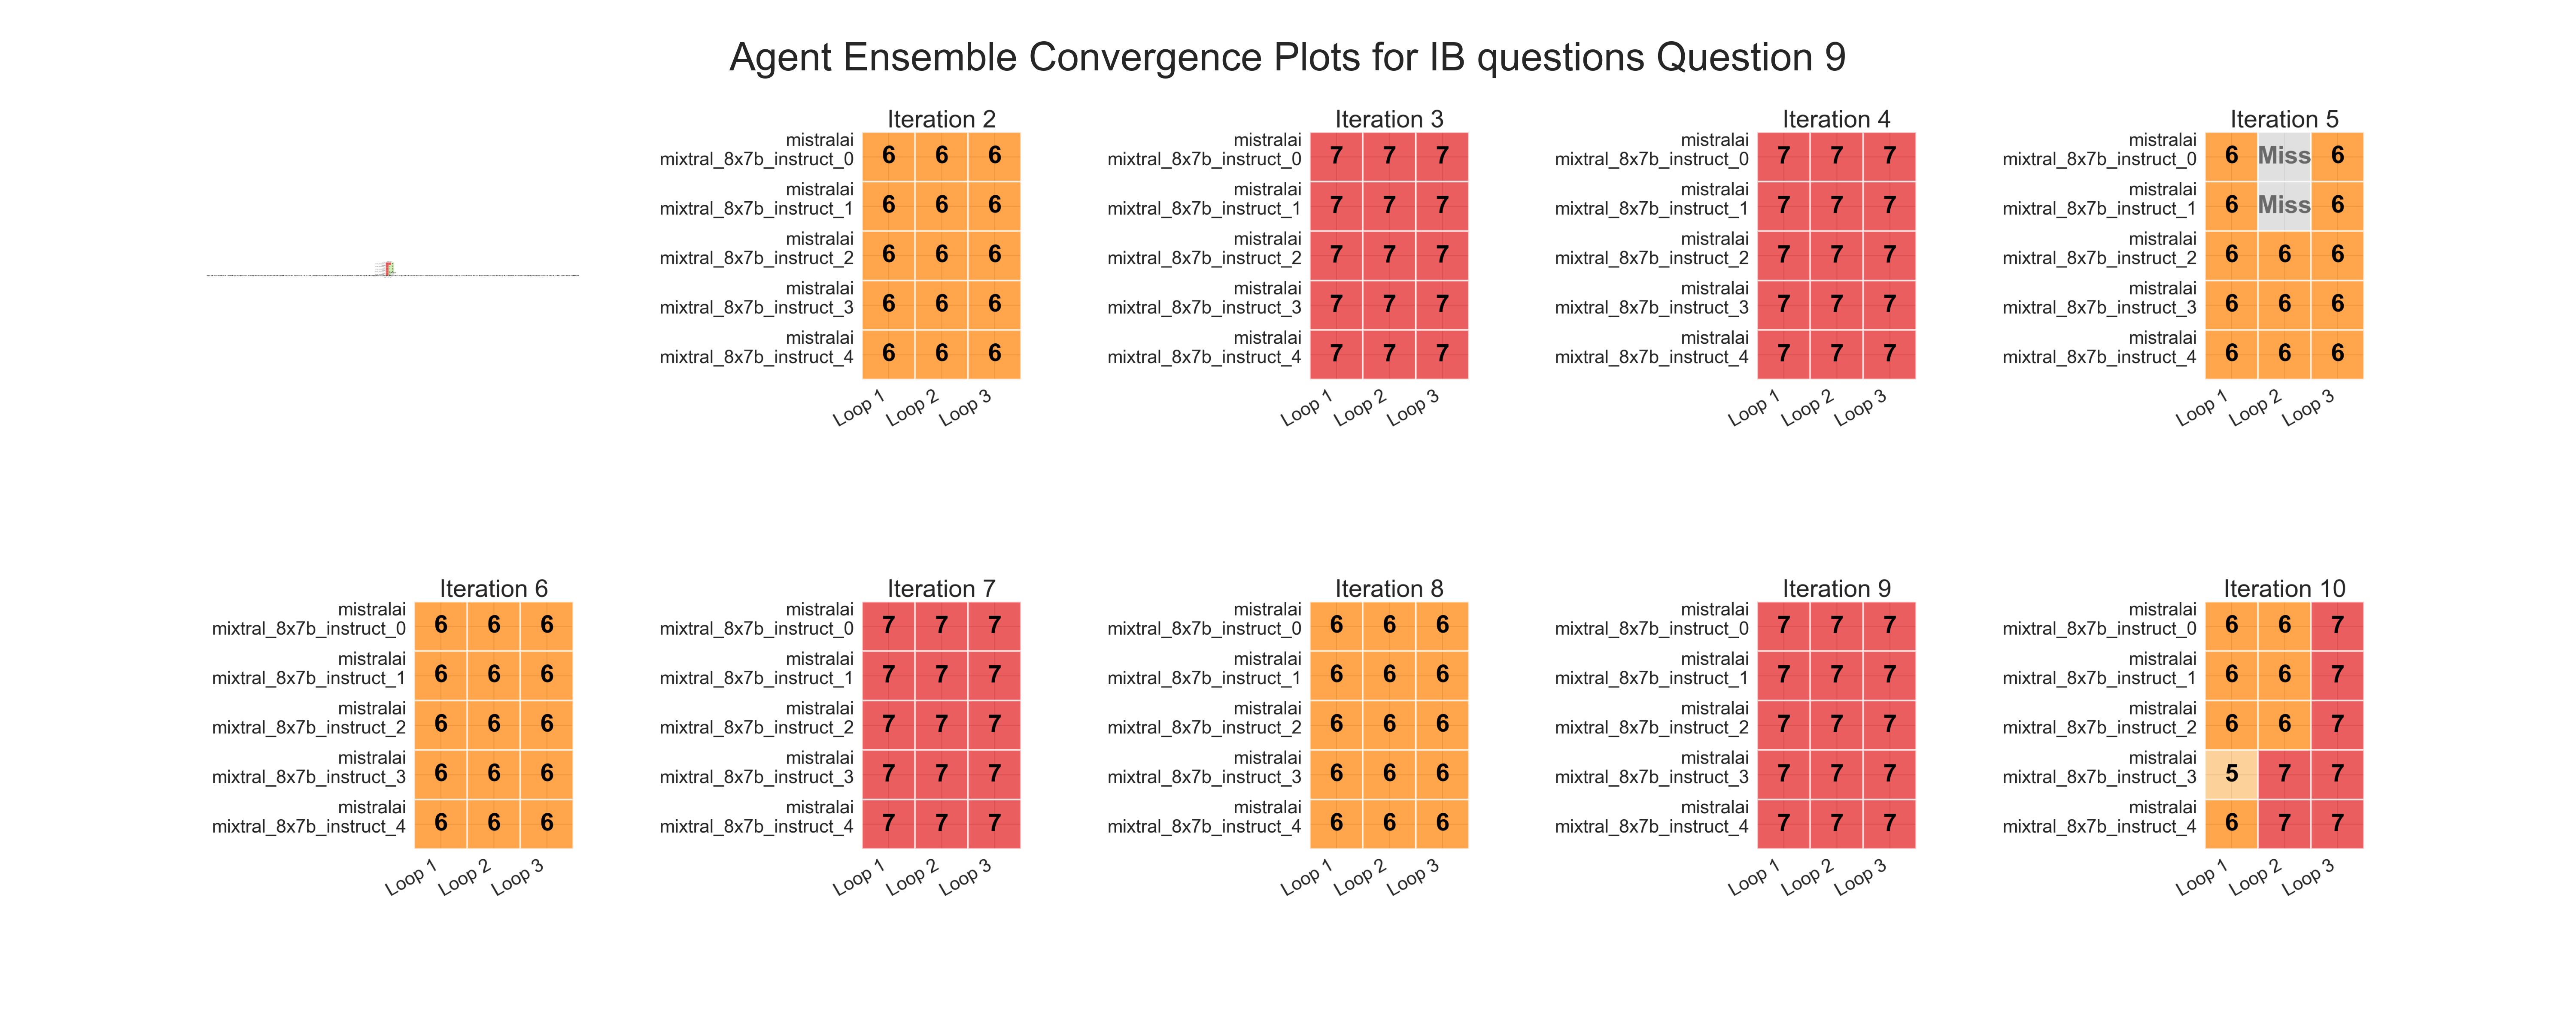 Agent Ensemble Convergence Plots for IB questions Question 9
Iteration 2
mistralai
mixtral_8x7b_instruct_0
6 6 6
mistralai
mixtral_8x7b_instruct_1
6 6 6
mistralai
mixtral_8x7b_instruct_2
6 6 6
mistralai
mixtral_8x7b_instruct_3
6 6 6
mistralai
mixtral_8x7b_instruct_4
6 6 6
Loop 1 Loop 2 Loop 3
Iteration 3
mistralai
mixtral_8x7b_instruct_0
7 7 7
mistralai
mixtral_8x7b_instruct_1
7 7 7
mistralai
mixtral_8x7b_instruct_2
7 7 7
mistralai
mixtral_8x7b_instruct_3
7 7 7
mistralai
mixtral_8x7b_instruct_4
7 7 7
Loop 1 Loop 2 Loop 3
Iteration 4
mistralai
mixtral_8x7b_instruct_0
7 7 7
mistralai
mixtral_8x7b_instruct_1
7 7 7
mistralai
mixtral_8x7b_instruct_2
7 7 7
mistralai
mixtral_8x7b_instruct_3
7 7 7
mistralai
mixtral_8x7b_instruct_4
7 7 7
Loop 1 Loop 2 Loop 3
Iteration 5
mistralai
mixtral_8x7b_instruct_0
6 Miss 6
mistralai
mixtral_8x7b_instruct_1
6 Miss 6
mistralai
mixtral_8x7b_instruct_2
6 6 6
mistralai
mixtral_8x7b_instruct_3
6 6 6
mistralai
mixtral_8x7b_instruct_4
6 6 6
Loop 1 Loop 2 Loop 3
Iteration 6
mistralai
mixtral_8x7b_instruct_0
6 6 6
mistralai
mixtral_8x7b_instruct_1
6 6 6
mistralai
mixtral_8x7b_instruct_2
6 6 6
mistralai
mixtral_8x7b_instruct_3
6 6 6
mistralai
mixtral_8x7b_instruct_4
6 6 6
Loop 1 Loop 2 Loop 3
Iteration 7
mistralai
mixtral_8x7b_instruct_0
7 7 7
mistralai
mixtral_8x7b_instruct_1
7 7 7
mistralai
mixtral_8x7b_instruct_2
7 7 7
mistralai
mixtral_8x7b_instruct_3
7 7 7
mistralai
mixtral_8x7b_instruct_4
7 7 7
Loop 1 Loop 2 Loop 3
Iteration 8
mistralai
mixtral_8x7b_instruct_0
6 6 6
mistralai
mixtral_8x7b_instruct_1
6 6 6
mistralai
mixtral_8x7b_instruct_2
6 6 6
mistralai
mixtral_8x7b_instruct_3
6 6 6
mistralai
mixtral_8x7b_instruct_4
6 6 6
Loop 1 Loop 2 Loop 3
Iteration 9
mistralai
mixtral_8x7b_instruct_0
7 7 7
mistralai
mixtral_8x7b_instruct_1
7 7 7
mistralai
mixtral_8x7b_instruct_2
7 7 7
mistralai
mixtral_8x7b_instruct_3
7 7 7
mistralai
mixtral_8x7b_instruct_4
7 7 7
Loop 1 Loop 2 Loop 3
Iteration 10
mistralai
mixtral_8x7b_instruct_0
6 6 7
mistralai
mixtral_8x7b_instruct_1
6 6 7
mistralai
mixtral_8x7b_instruct_2
6 6 7
mistralai
mixtral_8x7b_instruct_3
5 7 7
mistralai
mixtral_8x7b_instruct_4
6 7 7
Loop 1 Loop 2 Loop 3